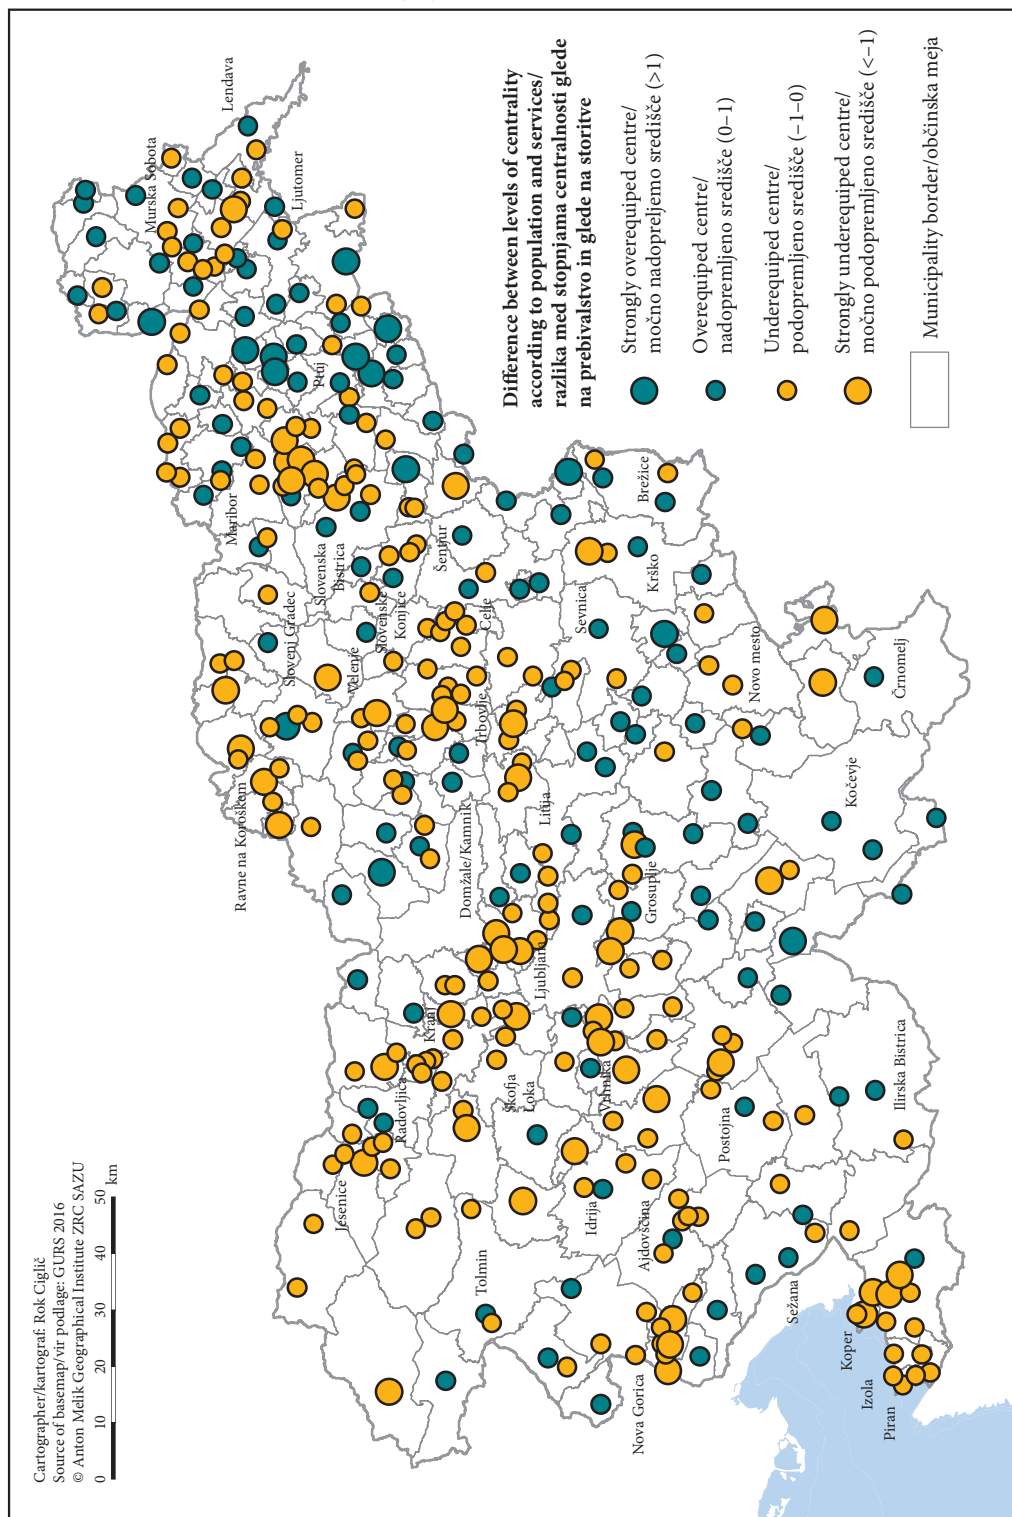 Cartographer/kartograf: Rok Ciglič
Source of basemap/vir podlage: GURS 2016
© Anton Melik Geographical Institute ZRC SAZU
0 10 20 30 40 50 km
Difference between levels of centrality
according to population and services/
razlika med stopnjama centralnosti glede
na prebivalstvo in glede na storitve
Strongly overequiped centre/
močno nadopreljemo središče (>1)
Overequiped centre/
nadopremljeno središče (0–1)
Underequiped centre/
podopremljeno središče (–1–0)
Strongly underequiped centre/
močno podopremljeno središče (<–1)
Municipality border/občinska meja
Lendava
Murska Sobota
Ljutomer
Ptuj
Maribor
Slovenska
Bistrica
Slovenj Gradec
Slovenske
Konjice
Šentjur
Brežice
Krško
Sevnica
Celje
Velenje
Ravne na Koroškem
Trbovlje
Novo mesto
Črnomelj
Kočevje
Litija
Domžale/Kamnik
Grosuplje
Ljubljana
Kranj
Škofja
Loka
Vrhnika
Radovljica
Jesenice
Postojna
Ilirska Bistrica
Idrija
Ajdovščina
Tolmin
Sežana
Nova Gorica
Koper
Izola
Piran